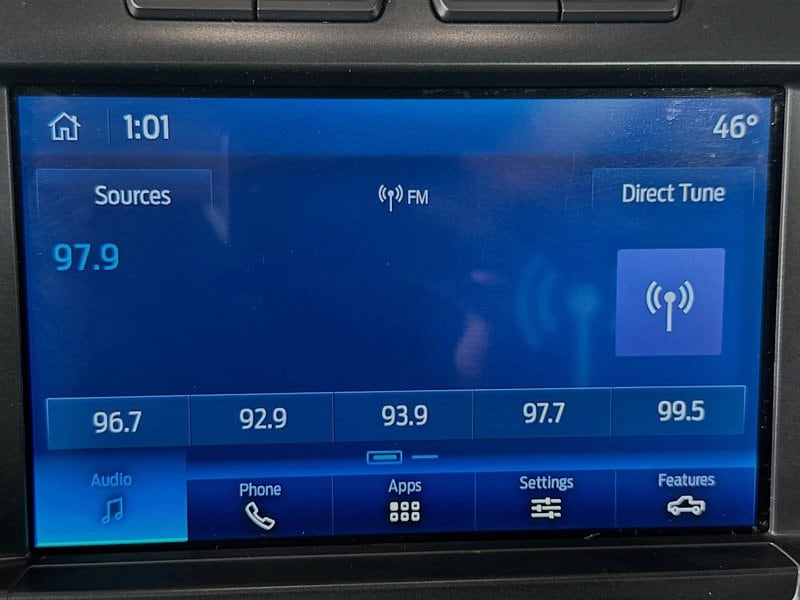 1:01 46°
Sources FM Direct Tune
97.9
96.7 92.9 93.9 97.7 99.5
Audio Phone Apps Settings Features